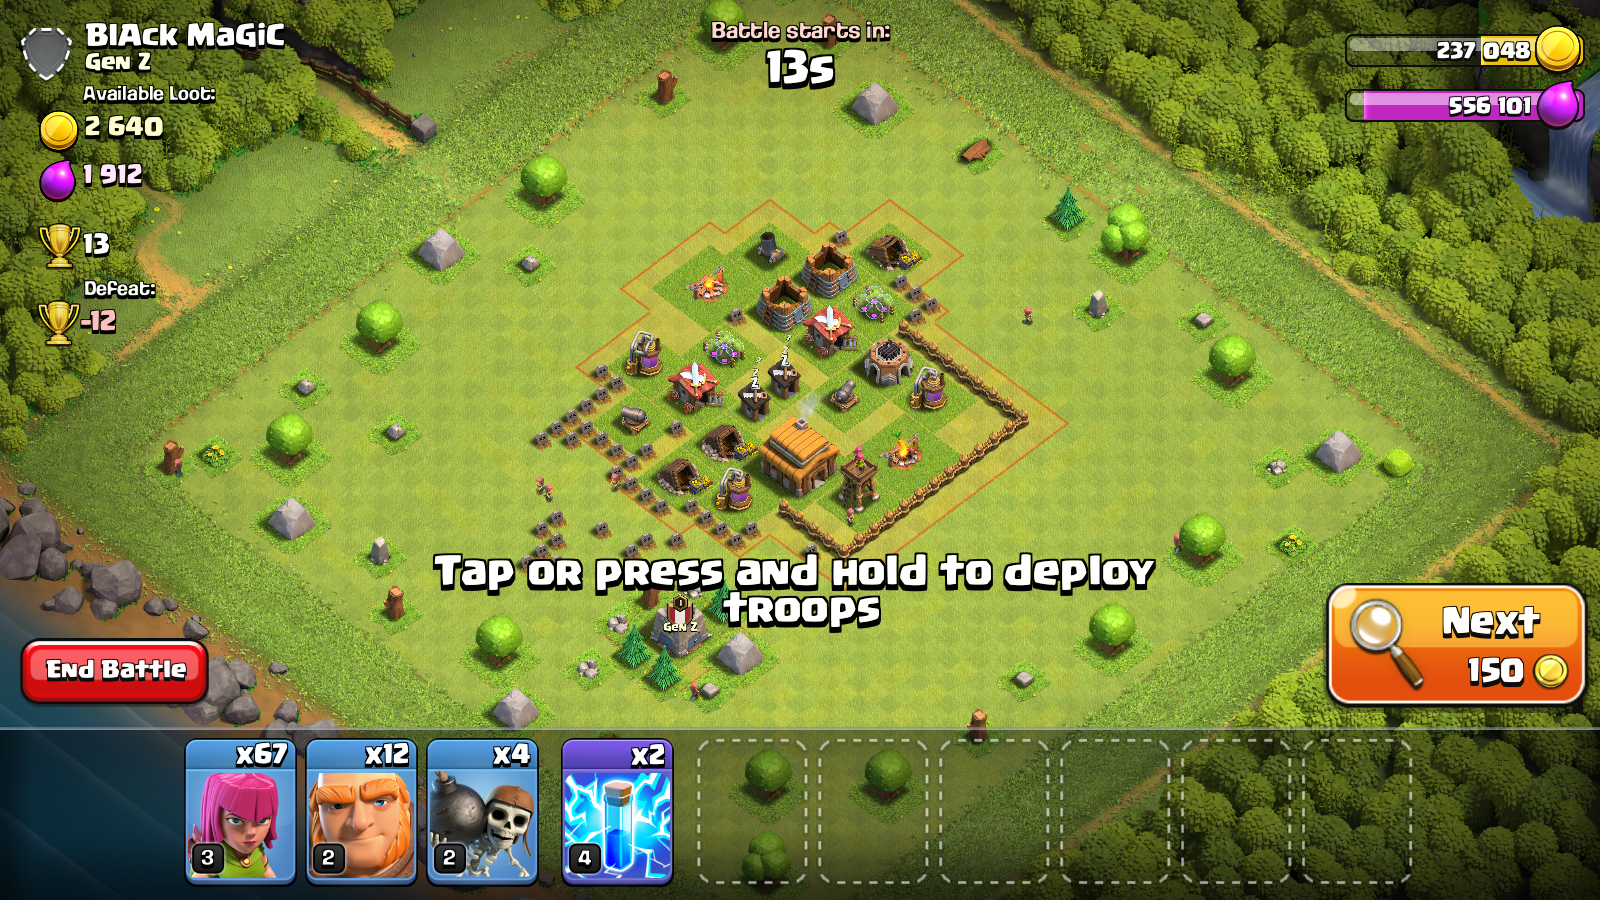 BlAck MaGiC
Gen Z
Available Loot:
2 640
1 912
13
Defeat:
-12
Battle starts in:
13s
237 048
556 101
z
z
z
z
Tap or press and hold to deploy
troops
Gen Z
End Battle
Next
150
x67
x12
x4
x2
3
2
2
4